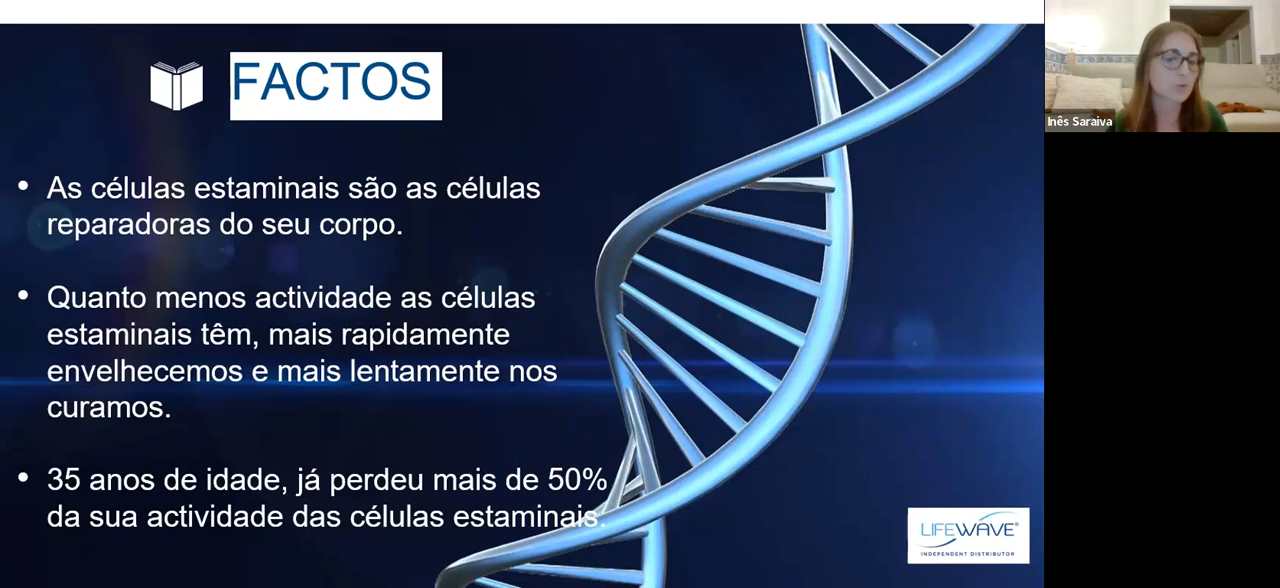 FACTOS
As células estaminais são as células
reparadoras do seu corpo.
Quanto menos actividade as células
estaminais têm, mais rapidamente
envelhecemos e mais lentamente nos
curamos.
35 anos de idade, já perdeu mais de 50%
da sua actividade das células estaminais.
LIFEWAVE®
INDEPENDENT DISTRIBUTOR
Inês Saraiva